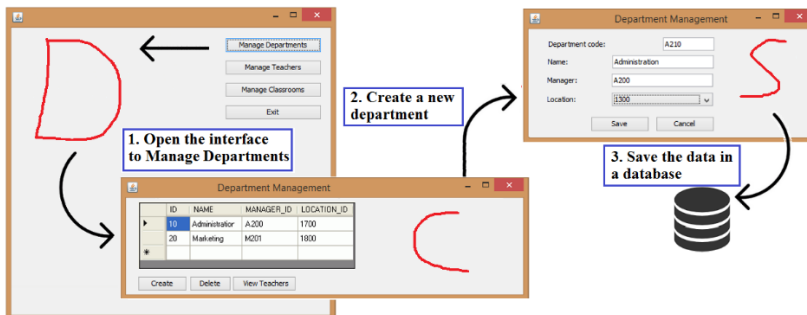 D
Manage Departments
Manage Teachers
Manage Classrooms
Exit
1. Open the interface
to Manage Departments
Department Management
ID NAME MANAGER_ID LOCATION_ID
10 Administration A200 1700
20 Marketing M201 1800
C
Create Delete View Teachers
2. Create a new
department
Department Management
Department code: A210
Name: Administration
Manager: A200
Location: 1300
S
Save Cancel
3. Save the data in
a database